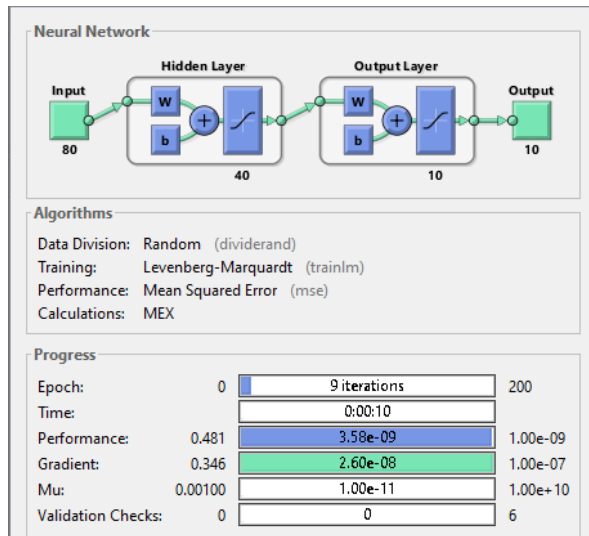 Neural Network
Hidden Layer Output Layer
Input Output
W W
b + b +
80 10
40 10
Algorithms
Data Division: Random (dividerand)
Training: Levenberg-Marquardt (trainlm)
Performance: Mean Squared Error (mse)
Calculations: MEX
Progress
Epoch: 0 9 iterations 200
Time: 0:00:10
Performance: 0.481 3.58e-09 1.00e-09
Gradient: 0.346 2.60e-08 1.00e-07
Mu: 0.00100 1.00e-11 1.00e+10
Validation Checks: 0 0 6